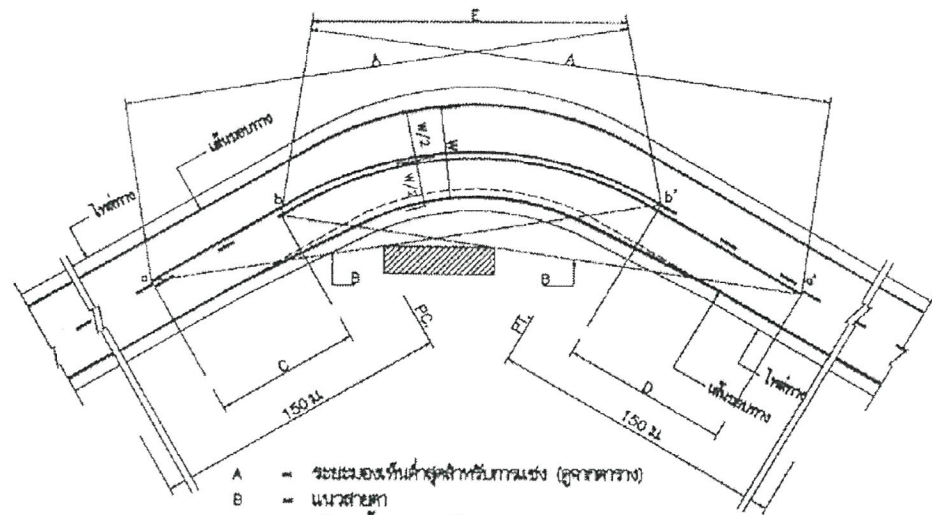 E
A
A
W/2
W
W/2
เส้นขอบทาง
ไหล่ทาง
b
b'
a
a'
B
B
PC.
PT.
C
D
150 ม
150 ม
ไหล่ทาง
เส้นขอบทาง
A = ระยะมองเห็นต่ำสุดสำหรับการแซง (ดูจากตาราง)
B = แนวสายตา